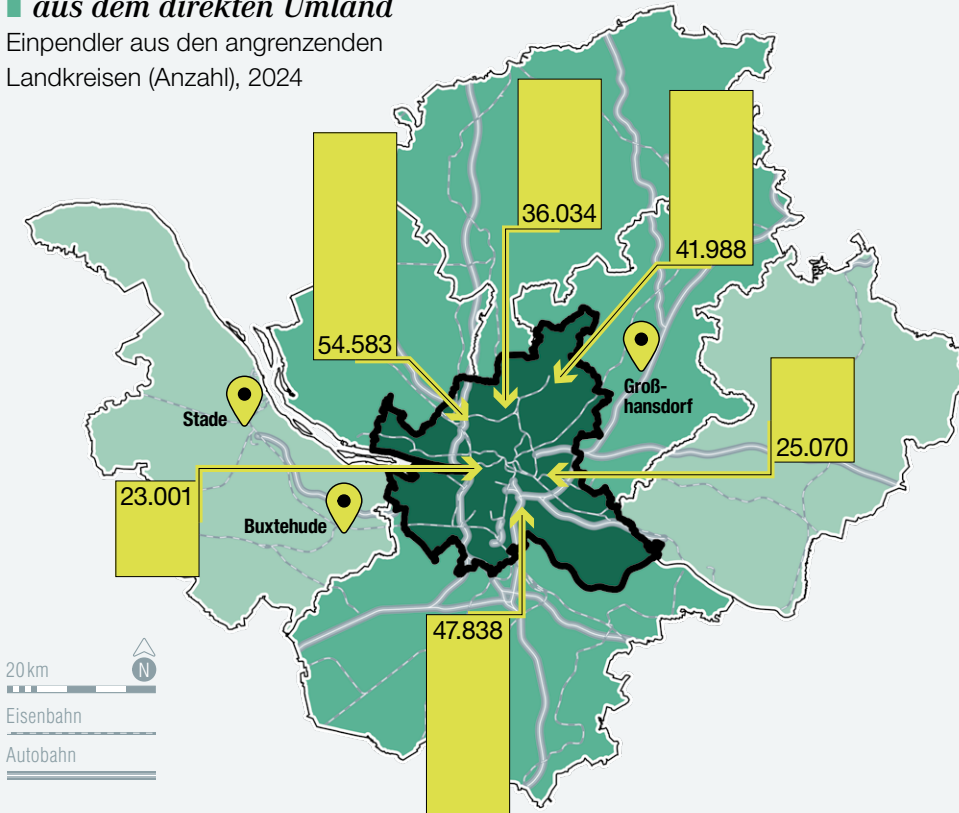 aus dem direkten Umland
Einpendler aus den angrenzenden
Landkreisen (Anzahl), 2024
36.034
41.988
54.583
Groß-
hansdorf
Stade
25.070
23.001
Buxtehude
47.838
20 km
N
Eisenbahn
Autobahn